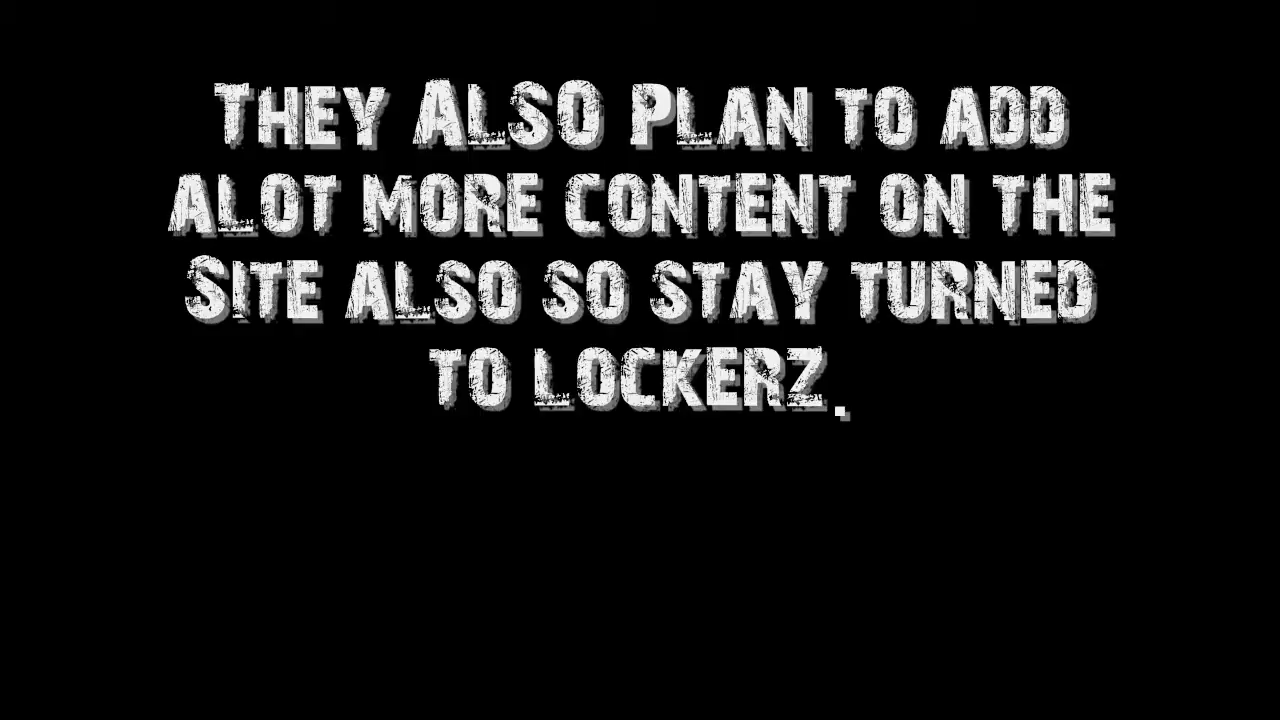 They Also Plan to add
alot more content on the
Site also so stay turned
to lockerz.